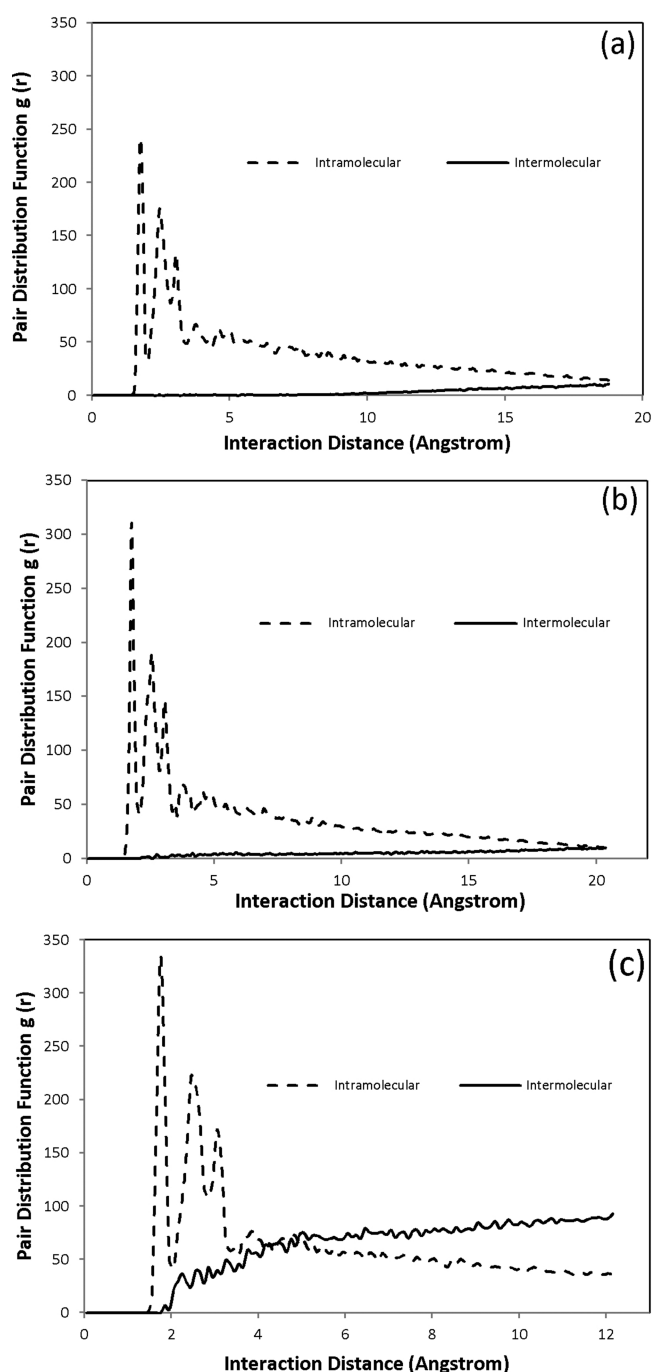 (a)
Pair Distribution Function g (r)
350
300
250
200
150
100
50
0
Intramolecular Intermolecular
0 5 10 15 20
Interaction Distance (Angstrom)
(b)
Pair Distribution Function g (r)
350
300
250
200
150
100
50
0
Intramolecular Intermolecular
0 5 10 15 20
Interaction Distance (Angstrom)
(c)
Pair Distribution Function g (r)
350
300
250
200
150
100
50
0
Intramolecular Intermolecular
0 2 4 6 8 10 12
Interaction Distance (Angstrom)